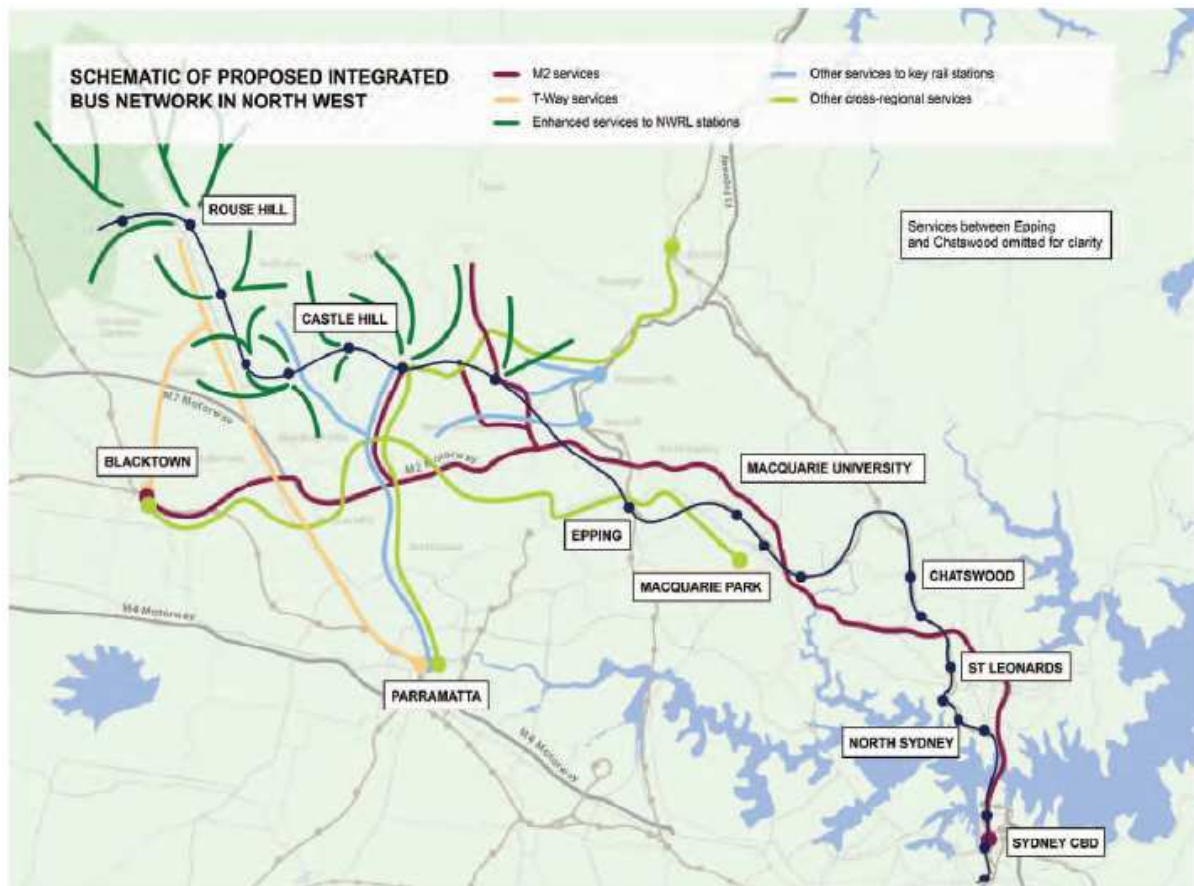 SCHEMATIC OF PROPOSED INTEGRATED
BUS NETWORK IN NORTH WEST
M2 services
T-Way services
Enhanced services to NWRL stations
Other services to key rail stations
Other cross-regional services
ROUSE HILL
Services between Epping
and Chatswood omitted for clarity
CASTLE HILL
M2 Motorway
BLACKTOWN
M2 Motorway
MACQUARIE UNIVERSITY
EPPING
MACQUARIE PARK
CHATSWOOD
M4 Motorway
ST LEONARDS
PARRAMATTA
NORTH SYDNEY
M4 Motorway
SYDNEY CBD